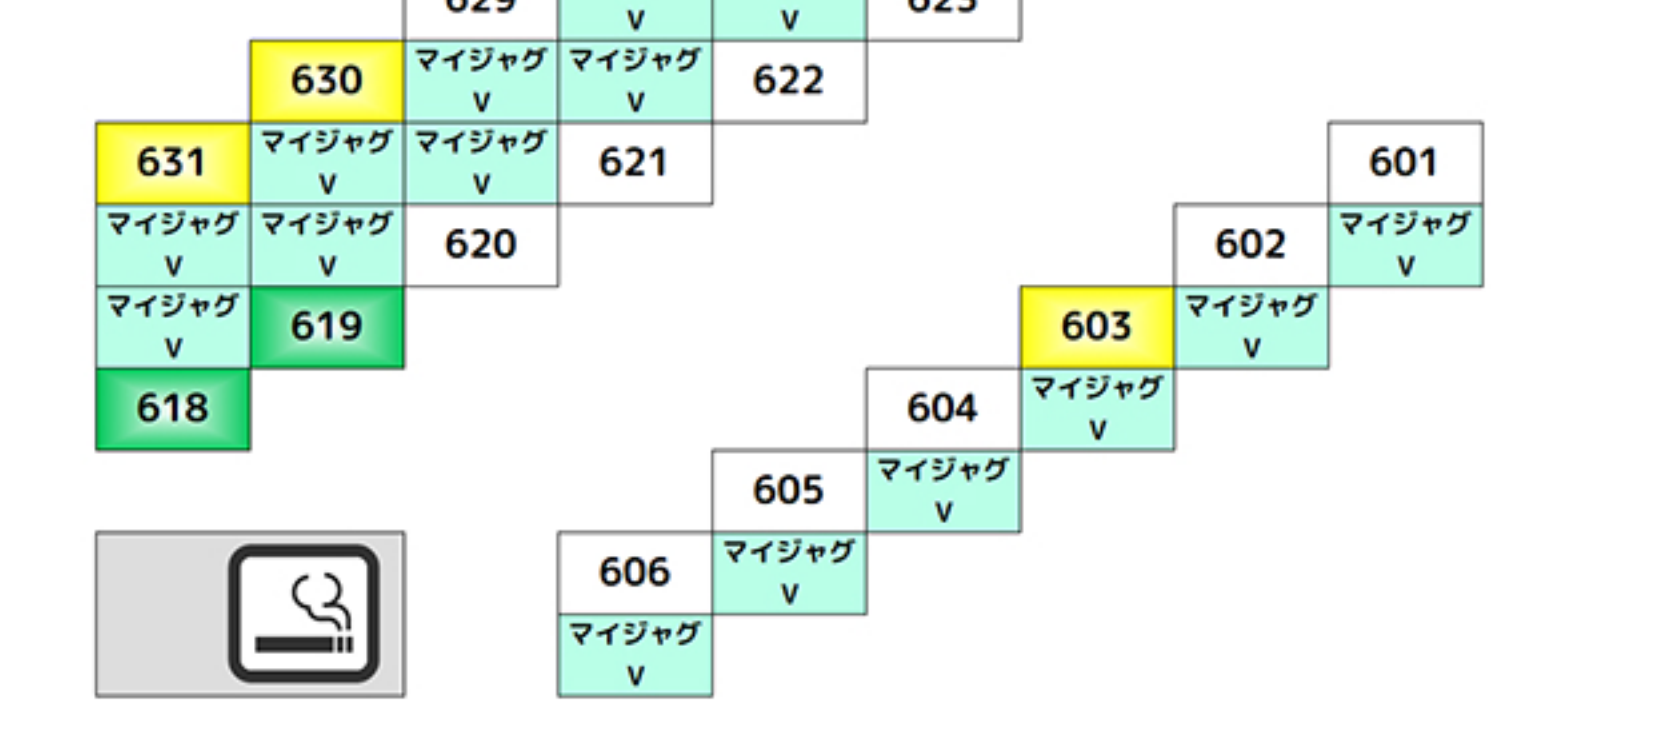 629 V V 623
630 マイジャグ マイジャグ 622
V V
631 マイジャグ マイジャグ 621 601
V V
マイジャグ マイジャグ 620 602 マイジャグ
V V V
マイジャグ 619 603 マイジャグ
V V
618 604 マイジャグ
V
605 マイジャグ
V
606 マイジャグ
V
マイジャグ
V